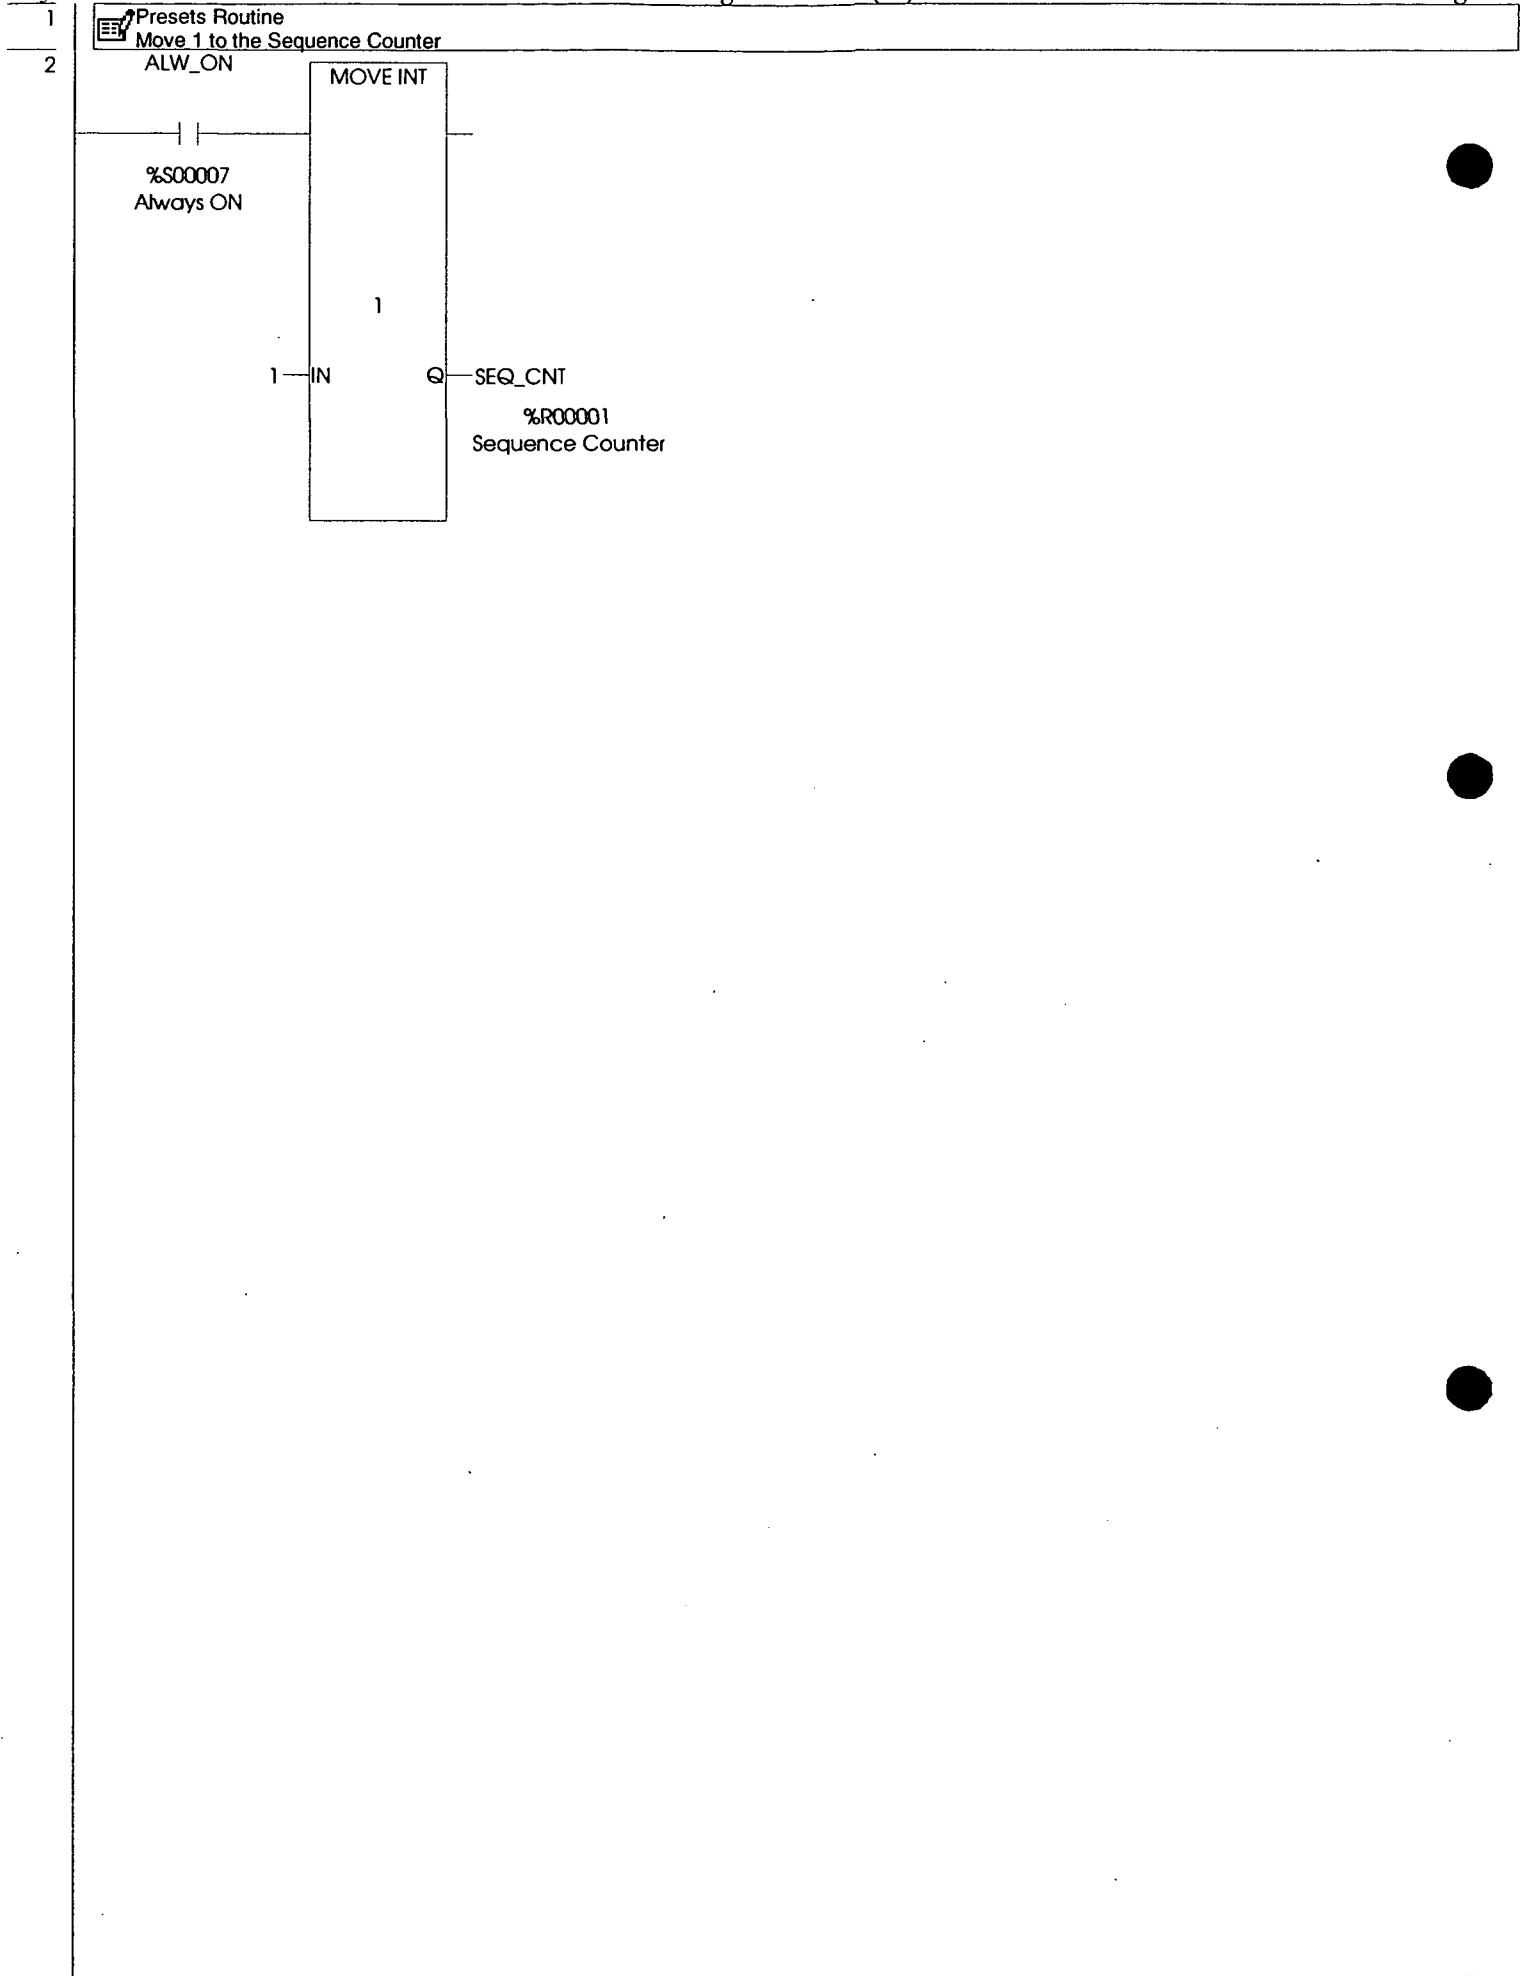 1
Presets Routine
Move 1 to the Sequence Counter
2
ALW_ON
MOVE INT
%S00007
Always ON
1
1 IN Q SEQ_CNT
%R00001
Sequence Counter